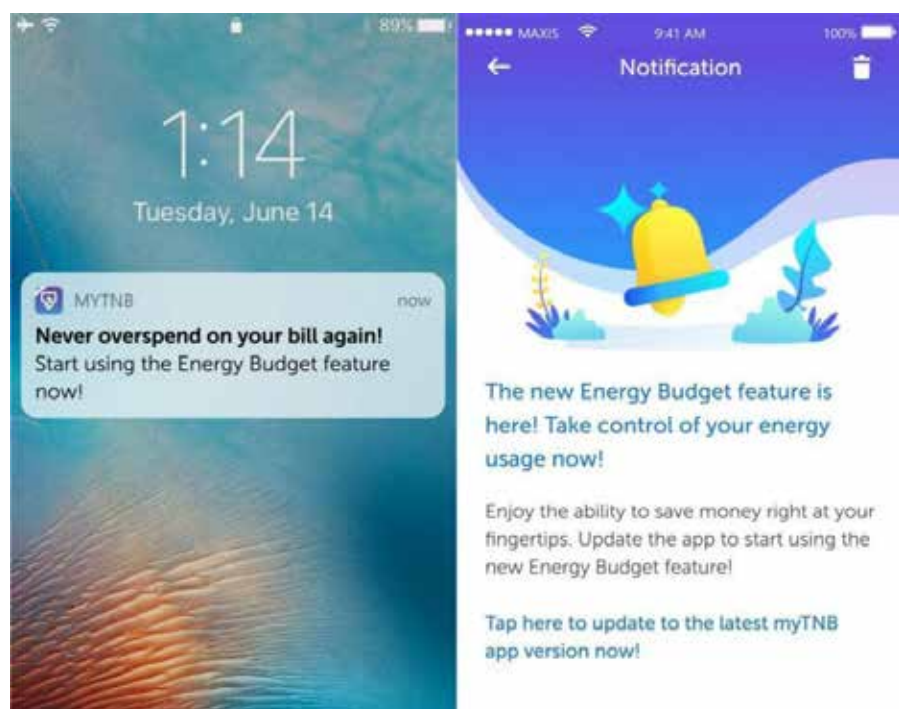 89%
1:14
Tuesday, June 14
MYTNB now
Never overspend on your bill again!
Start using the Energy Budget feature
now!
MAXIS 9:41 AM 100%
Notification
The new Energy Budget feature is
here! Take control of your energy
usage now!
Enjoy the ability to save money right at your
fingertips. Update the app to start using the
new Energy Budget feature!
Tap here to update to the latest myTNB
app version now!